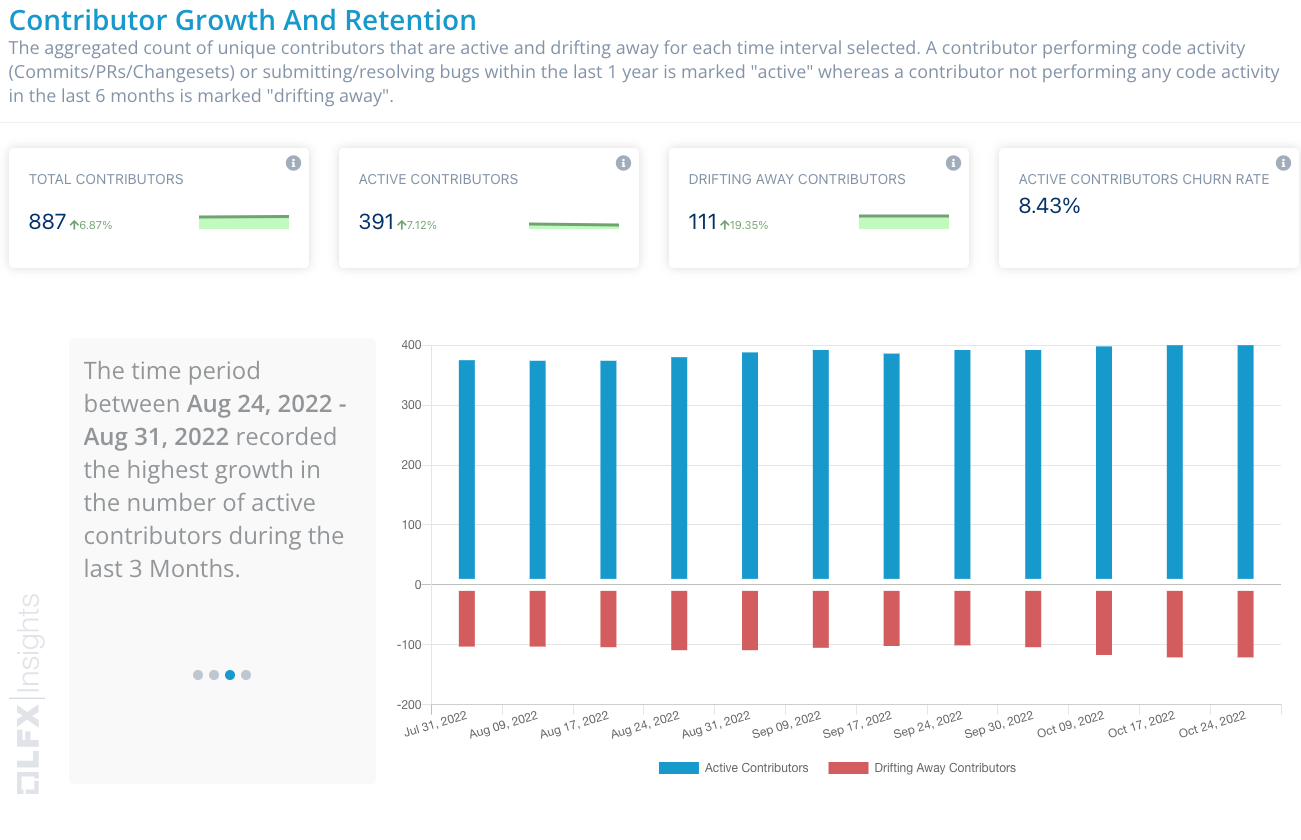 Contributor Growth And Retention
The aggregated count of unique contributors that are active and drifting away for each time interval selected. A contributor performing code activity
(Commits/PRs/Changesets) or submitting/resolving bugs within the last 1 year is marked "active" whereas a contributor not performing any code activity
in the last 6 months is marked "drifting away".
TOTAL CONTRIBUTORS
887 ↑6.87%
ACTIVE CONTRIBUTORS
391 ↑7.12%
DRIFTING AWAY CONTRIBUTORS
111 ↑19.35%
ACTIVE CONTRIBUTORS CHURN RATE
8.43%
The time period
between Aug 24, 2022 -
Aug 31, 2022 recorded
the highest growth in
the number of active
contributors during the
last 3 Months.
LFX|Insights
400
300
200
100
0
-100
-200
Jul 31, 2022
Aug 09, 2022
Aug 17, 2022
Aug 24, 2022
Aug 31, 2022
Sep 09, 2022
Sep 17, 2022
Sep 24, 2022
Sep 30, 2022
Oct 09, 2022
Oct 17, 2022
Oct 24, 2022
Active Contributors
Drifting Away Contributors